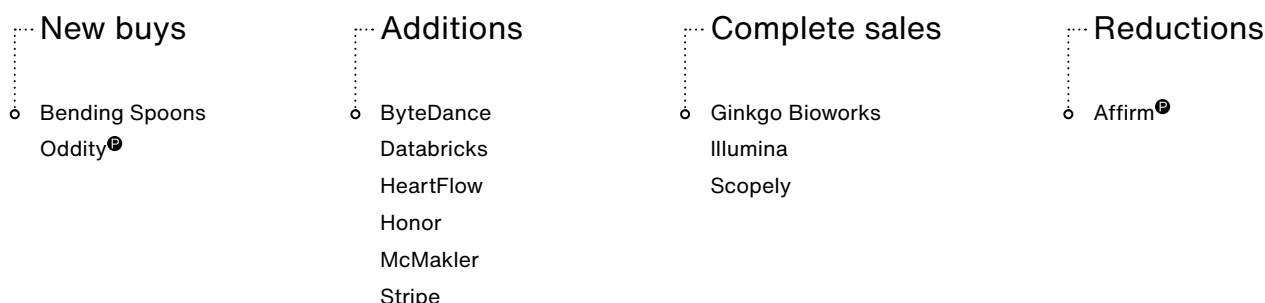 New buys
Bending Spoons
Oddity🅟
Additions
ByteDance
Databricks
HeartFlow
Honor
McMakler
Stripe
Complete sales
Ginkgo Bioworks
Illumina
Scopely
Reductions
Affirm🅟